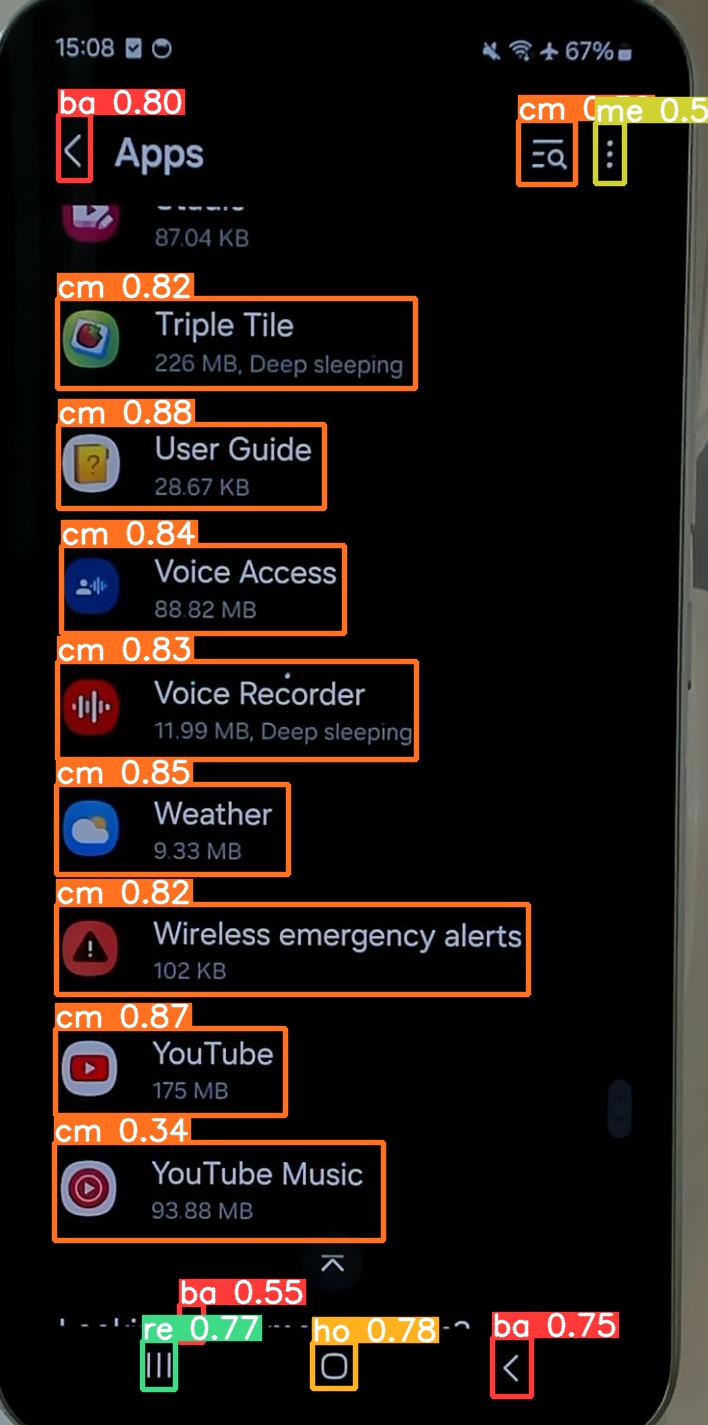 15:08
67%
ba 0.80
cm
me 0.5
Apps
87.04 KB
cm 0.82
Triple Tile
226 MB, Deep sleeping
cm 0.88
User Guide
28.67 KB
cm 0.84
Voice Access
88.82 MB
cm 0.83
Voice Recorder
11.99 MB, Deep sleeping
cm 0.85
Weather
9.33 MB
cm 0.82
Wireless emergency alerts
102 KB
cm 0.87
YouTube
175 MB
cm 0.34
YouTube Music
93.88 MB
ba 0.55
re 0.77
ho 0.78
ba 0.75